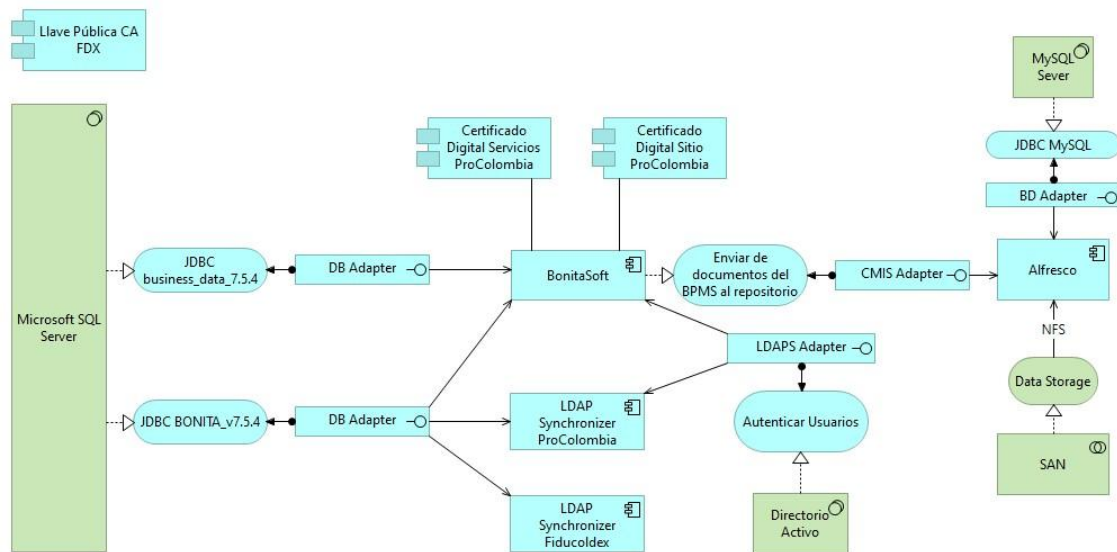 Llave Pública CA
FDX
MySQL
Sever
Certificado
Digital Servicios
ProColombia
Certificado
Digital Sitio
ProColombia
JDBC MySQL
BD Adapter
JDBC
business_data_7.5.4
DB Adapter
BonitaSoft
Enviar de
documentos del
BPMS al repositorio
CMIS Adapter
Alfresco
Microsoft SQL
Server
NFS
LDAPS Adapter
Data Storage
JDBC BONITA_v7.5.4
DB Adapter
LDAP
Synchronizer
ProColombia
Autenticar Usuarios
SAN
LDAP
Synchronizer
Fiducoldex
Directorio
Activo